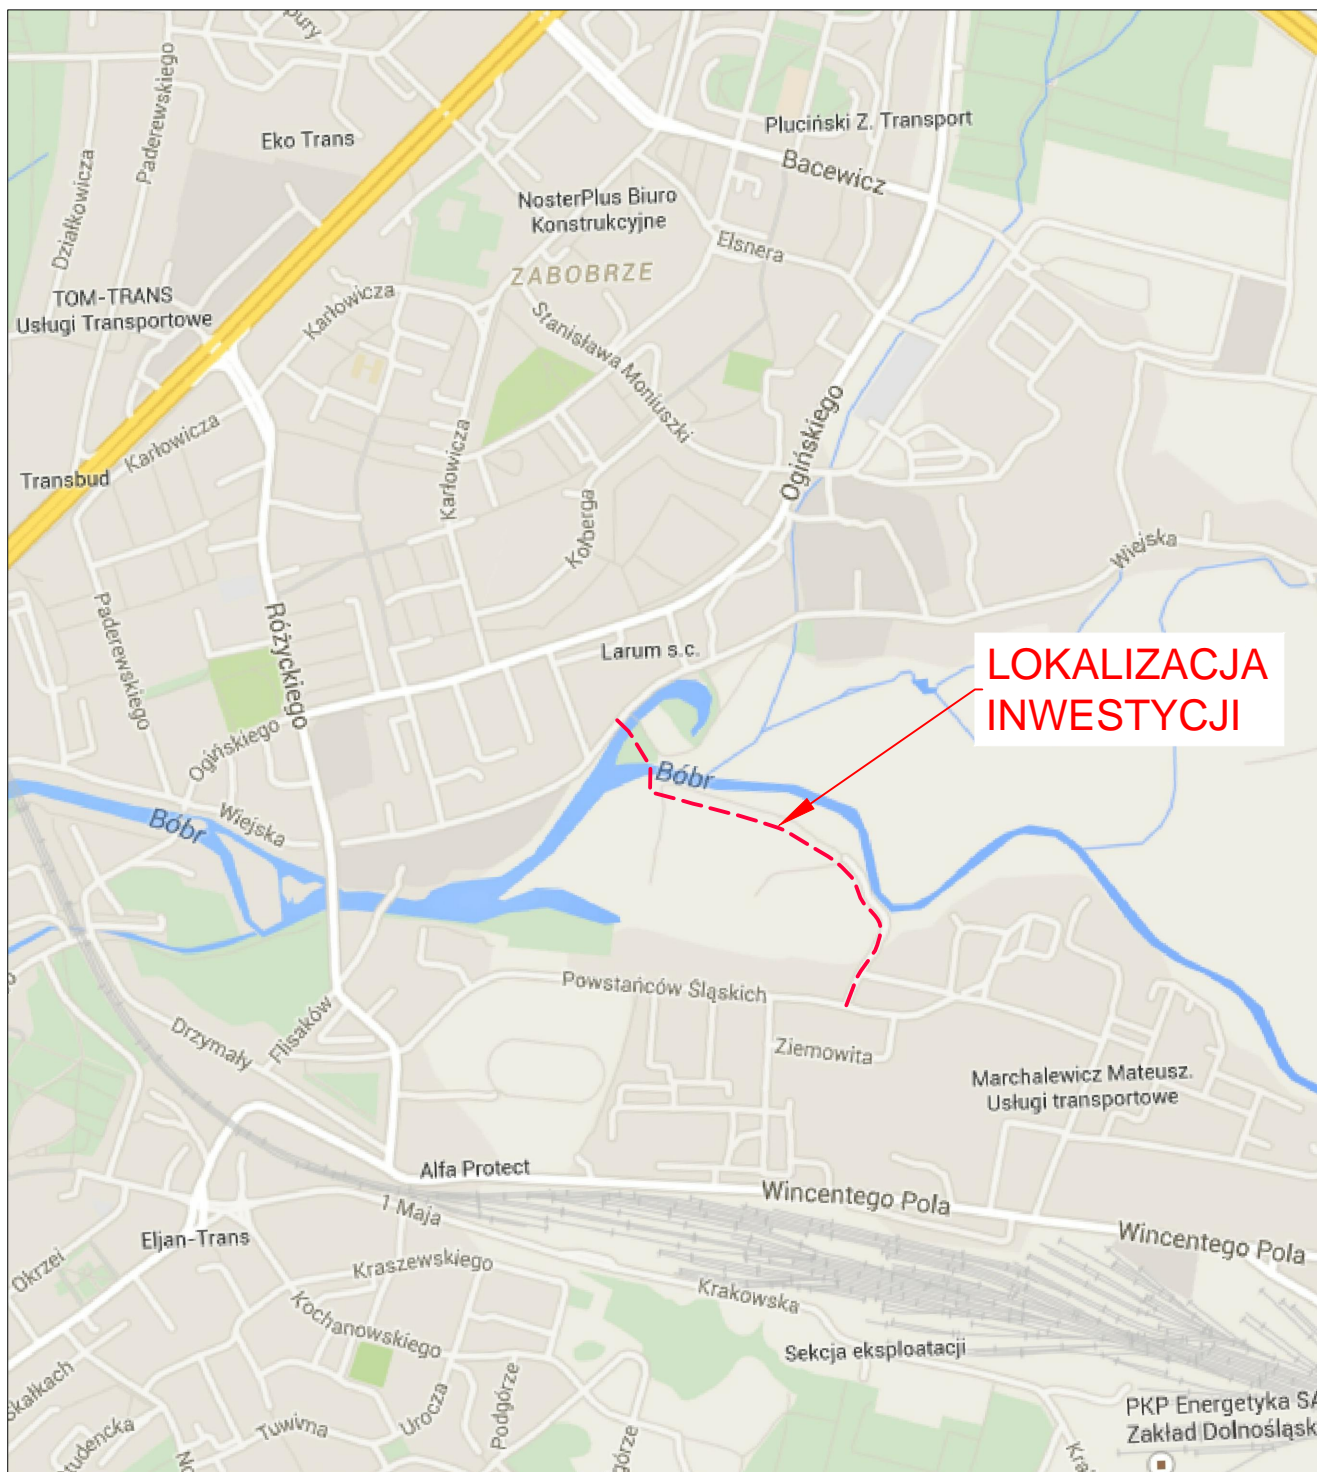 Paderewskiego
Działkowicza
Eko Trans
Pluciński Z. Transport
Bacewicz
NosterPlus Biuro
Konstrukcyjne
Elsnera
ZABOBRZE
TOM-TRANS
Usługi Transportowe
Karłowicza
Stanisława Moniuszki
Karłowicza
Transbud
Karłowicza
Kolberga
Ogińskiego
Wiejska
Paderewskiego
Różyckiego
Larum s.c.
LOKALIZACJA
INWESTYCJI
Ogińskiego
Bóbr
Wiejska
Bóbr
Powstańców Śląskich
Flisaków
Drzymały
Ziemowita
Marchalewicz Mateusz.
Usługi transportowe
Alfa Protect
1 Maja
Wincentego Pola
Wincentego Pola
Eljan-Trans
Okrzei
Kraszewskiego
Krakowska
Kochanowskiego
Sekcja eksploatacji
Skałkach
Urocza
Podgórze
Tuwima
PKP Energetyka SA
Zakład Dolnośląsk